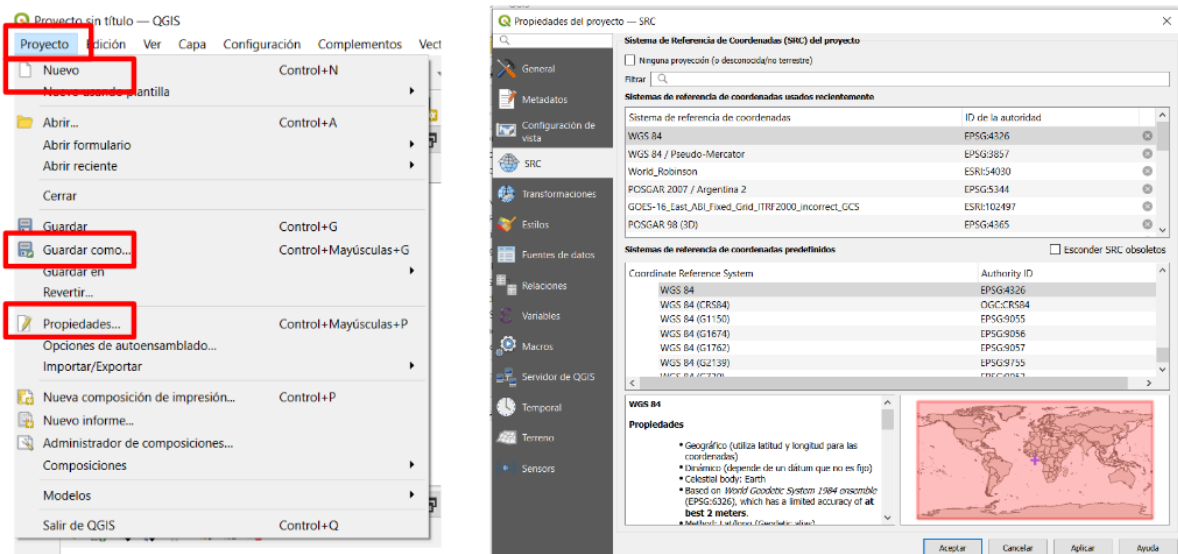 Proyecto sin título — QGIS
Proyecto Edición Ver Capa Configuración Complementos Vect
Nuevo Control+N
Nuevo usando plantilla
Abrir... Control+A
Abrir formulario
Abrir reciente
Cerrar
Guardar Control+G
Guardar como... Control+Mayúsculas+G
Guardar en
Revertir...
Propiedades... Control+Mayúsculas+P
Opciones de autoensamblado...
Importar/Exportar
Nueva composición de impresión... Control+P
Nuevo informe...
Administrador de composiciones...
Composiciones
Modelos
Salir de QGIS Control+Q
Propiedades del proyecto — SRC
General
Metadatos
Configuración de
vista
SRC
Transformaciones
Estilos
Fuentes de datos
Relaciones
Variables
Macros
Servidor de QGIS
Temporal
Terreno
Sensors
Sistema de Referencia de Coordenadas (SRC) del proyecto
Ninguna proyección (o desconocida/no terrestre)
Filtrar
Sistemas de referencia de coordenadas usados recientemente
Sistema de referencia de coordenadas ID de la autoridad
WGS 84 EPSG:4326
WGS 84 / Pseudo-Mercator EPSG:3857
World_Robinson ESRI:54030
POSGAR 2007 / Argentina 2 EPSG:5344
GOES-16_East_ABI_Fixed_Grid_ITRF2000_incorrect_GCS ESRI:102497
POSGAR 98 (3D) EPSG:4365
Sistemas de referencia de coordenadas predefinidos Esconder SRC obsoletos
Coordinate Reference System Authority ID
WGS 84 EPSG:4326
WGS 84 (CRS84) OGC:CRS84
WGS 84 (G1150) EPSG:9055
WGS 84 (G1674) EPSG:9056
WGS 84 (G1762) EPSG:9057
WGS 84 (G2139) EPSG:9755
WGS 84
Propiedades
Geográfico (utiliza latitud y longitud para las
coordenadas)
Dinámico (depende de un dátum que no es fijo)
Celestial body: Earth
Based on World Geodetic System 1984 ensemble
(EPSG:6326), which has a limited accuracy of at
best 2 meters.
Method: Lat/long (Geodetic alias)
Aceptar Cancelar Aplicar Ayuda